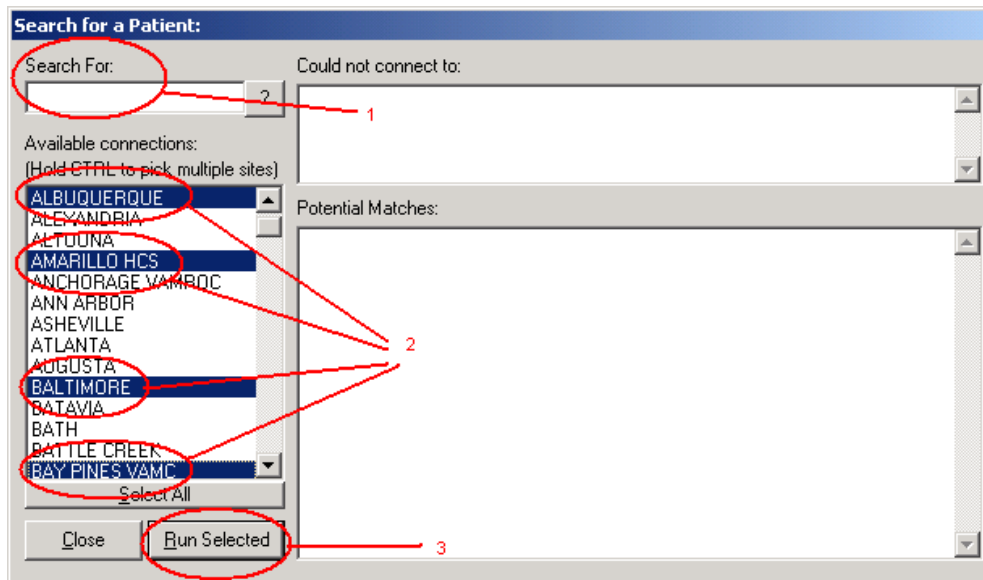 Search for a Patient:
Search For:
?
Could not connect to:
1
Available connections:
(Hold CTRL to pick multiple sites)
ALBUQUERQUE
ALEXANDRIA
ALTOONA
AMARILLO HCS
ANCHORAGE VAMROC
ANN ARBOR
ASHEVILLE
ATLANTA
AUGUSTA
BALTIMORE
BATAVIA
BATH
BATTLE CREEK
BAY PINES VAMC
Select All
Potential Matches:
2
Close
Run Selected
3